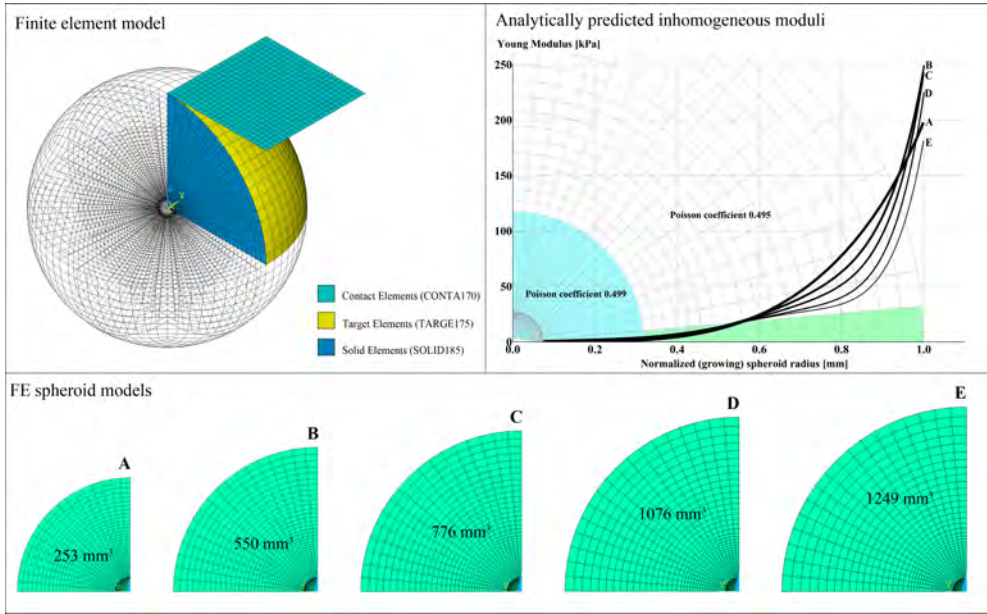 Finite element model
Contact Elements (CONTA170)
Target Elements (TARGE175)
Solid Elements (SOLID185)
Analytically predicted inhomogeneous moduli
Young Modulus [kPa]
250
200
150
100
50
0
B
C
D
A
E
Poisson coefficient 0.495
Poisson coefficient 0.499
0.0 0.2 0.4 0.6 0.8 1.0
Normalized (growing) spheroid radius [mm]
FE spheroid models
A
253 mm³
B
550 mm³
C
776 mm³
D
1076 mm³
E
1249 mm³